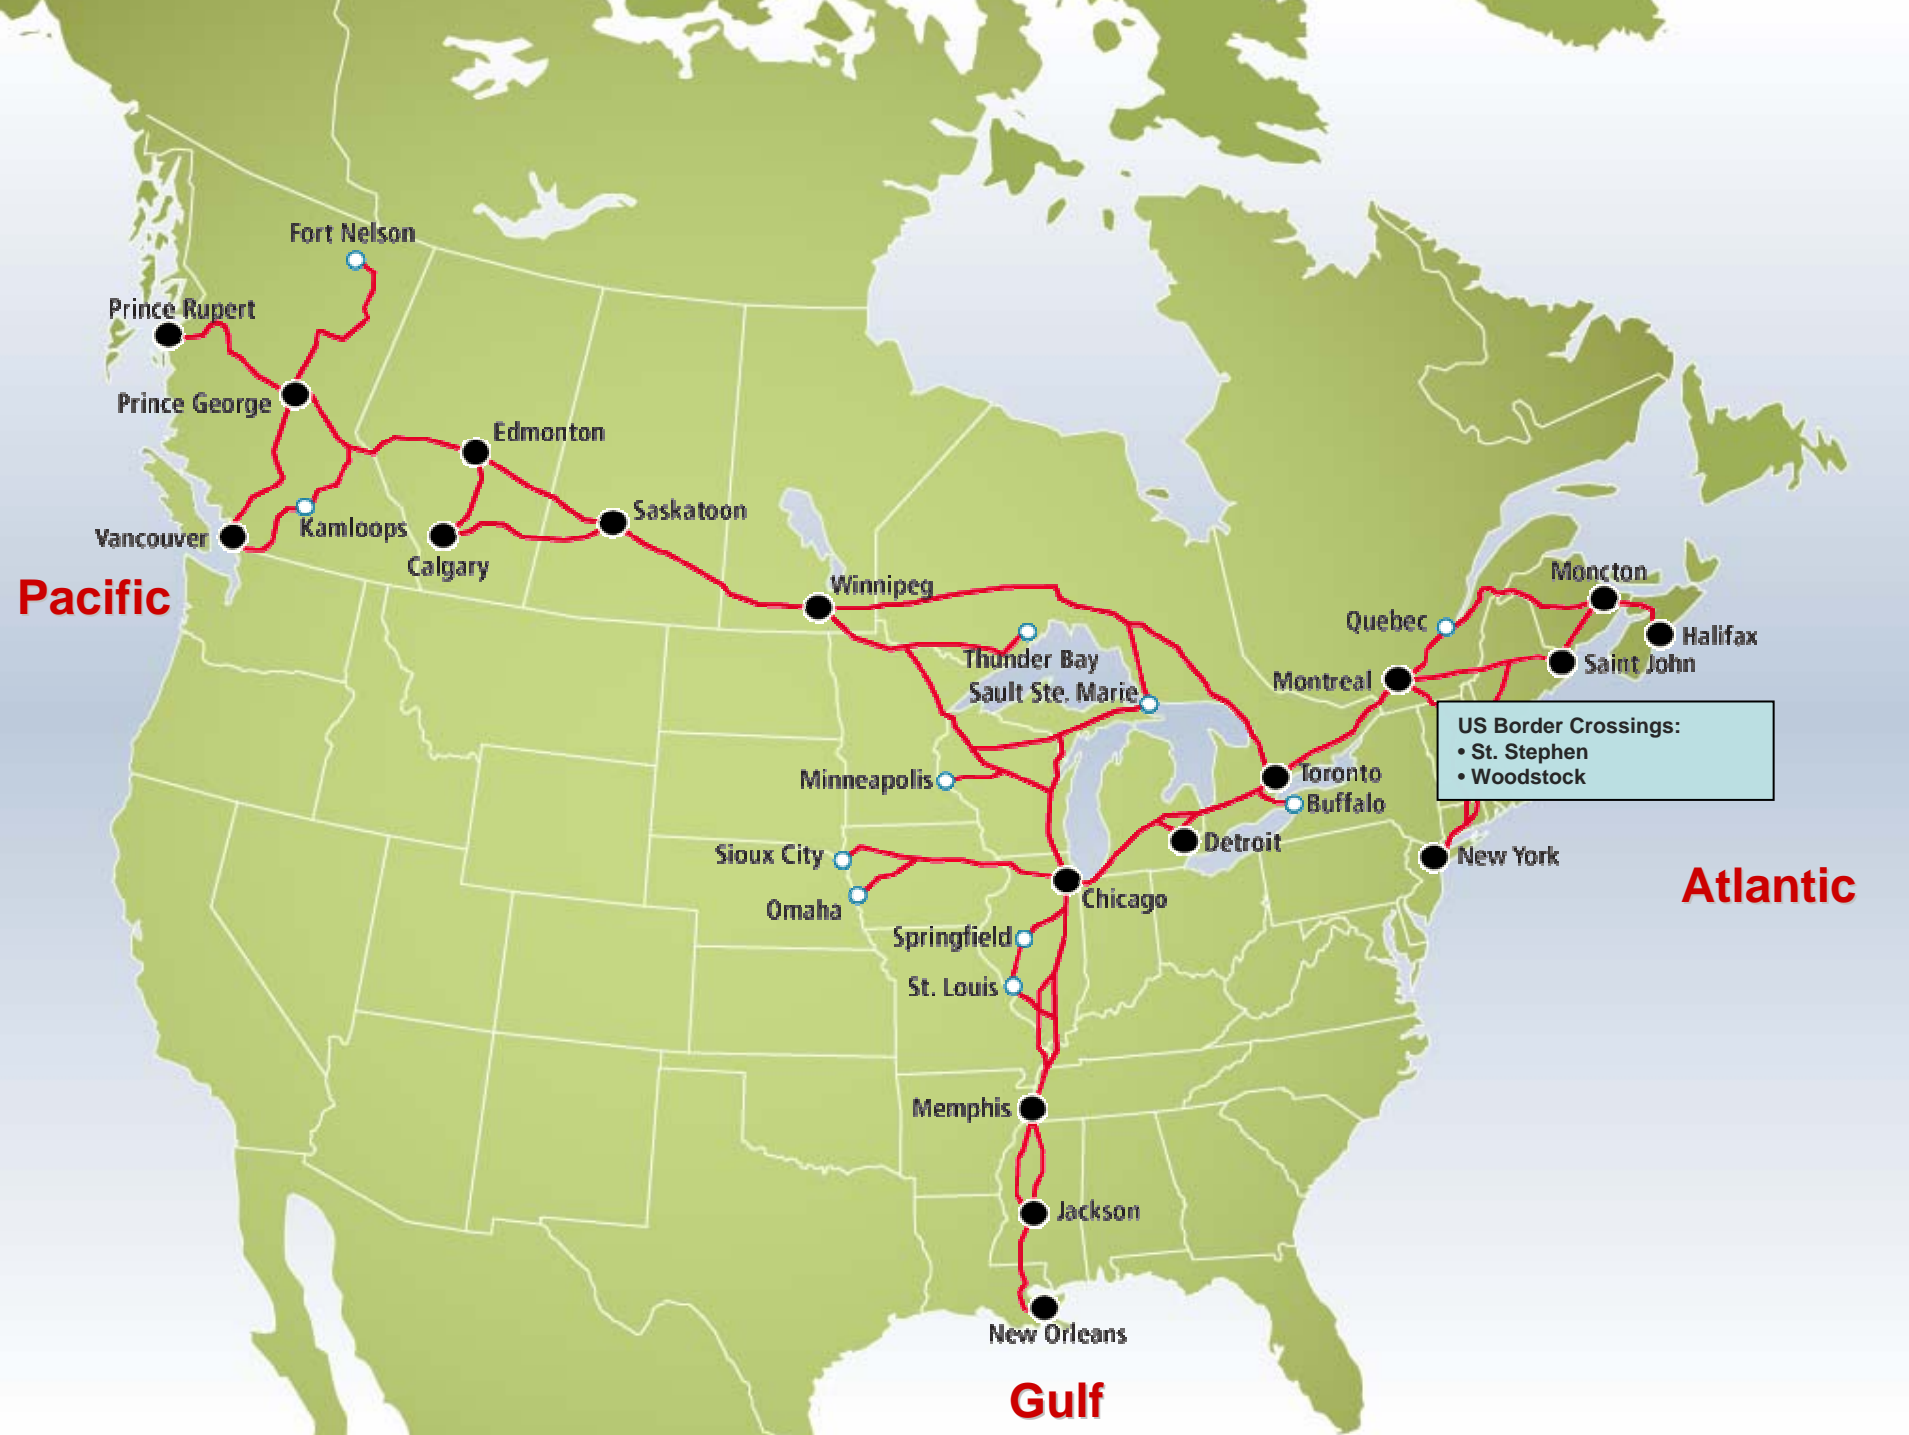 Fort Nelson
Prince Rupert
Prince George
Edmonton
Saskatoon
Vancouver
Kamloops
Calgary
Pacific
Winnipeg
Thunder Bay
Sault Ste. Marie
Moncton
Quebec
Halifax
Saint John
Montreal
US Border Crossings:
• St. Stephen
• Woodstock
Minneapolis
Toronto
Buffalo
Detroit
Sioux City
New York
Atlantic
Omaha
Chicago
Springfield
St. Louis
Memphis
Jackson
New Orleans
Gulf